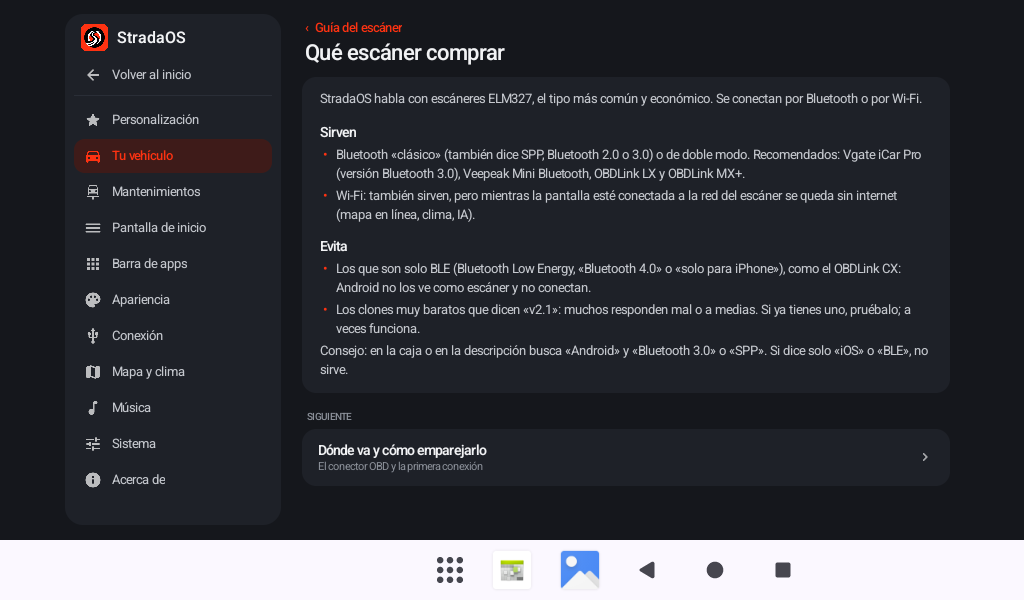 StradaOS
Volver al inicio
Personalización
Tu vehículo
Mantenimientos
Pantalla de inicio
Barra de apps
Apariencia
Conexión
Mapa y clima
Música
Sistema
Acerca de
‹ Guía del escáner
Qué escáner comprar
StradaOS habla con escáneres ELM327, el tipo más común y económico. Se conectan por Bluetooth o por Wi-Fi.
Sirven
• Bluetooth «clásico» (también dice SPP, Bluetooth 2.0 o 3.0) o de doble modo. Recomendados: Vgate iCar Pro
(versión Bluetooth 3.0), Veepeak Mini Bluetooth, OBDLink LX y OBDLink MX+.
• Wi-Fi: también sirven, pero mientras la pantalla esté conectada a la red del escáner se queda sin internet
(mapa en línea, clima, IA).
Evita
• Los que son solo BLE (Bluetooth Low Energy, «Bluetooth 4.0» o «solo para iPhone»), como el OBDLink CX:
Android no los ve como escáner y no conectan.
• Los clones muy baratos que dicen «v2.1»: muchos responden mal o a medias. Si ya tienes uno, pruébalo; a
veces funciona.
Consejo: en la caja o en la descripción busca «Android» y «Bluetooth 3.0» o «SPP». Si dice solo «iOS» o «BLE», no
sirve.
SIGUIENTE
Dónde va y cómo emparejarlo
El conector OBD y la primera conexión